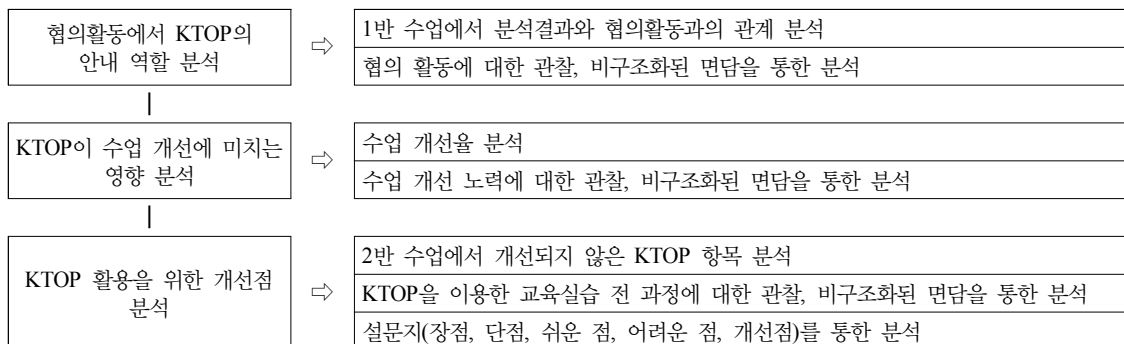 협의활동에서 KTOP의
안내 역할 분석
⇨
1반 수업에서 분석결과와 협의활동과의 관계 분석
협의 활동에 대한 관찰, 비구조화된 면담을 통한 분석
KTOP이 수업 개선에 미치는
영향 분석
⇨
수업 개선율 분석
수업 개선 노력에 대한 관찰, 비구조화된 면담을 통한 분석
KTOP 활용을 위한 개선점
분석
⇨
2반 수업에서 개선되지 않은 KTOP 항목 분석
KTOP을 이용한 교육실습 전 과정에 대한 관찰, 비구조화된 면담을 통한 분석
설문지(장점, 단점, 쉬운 점, 어려운 점, 개선점)를 통한 분석